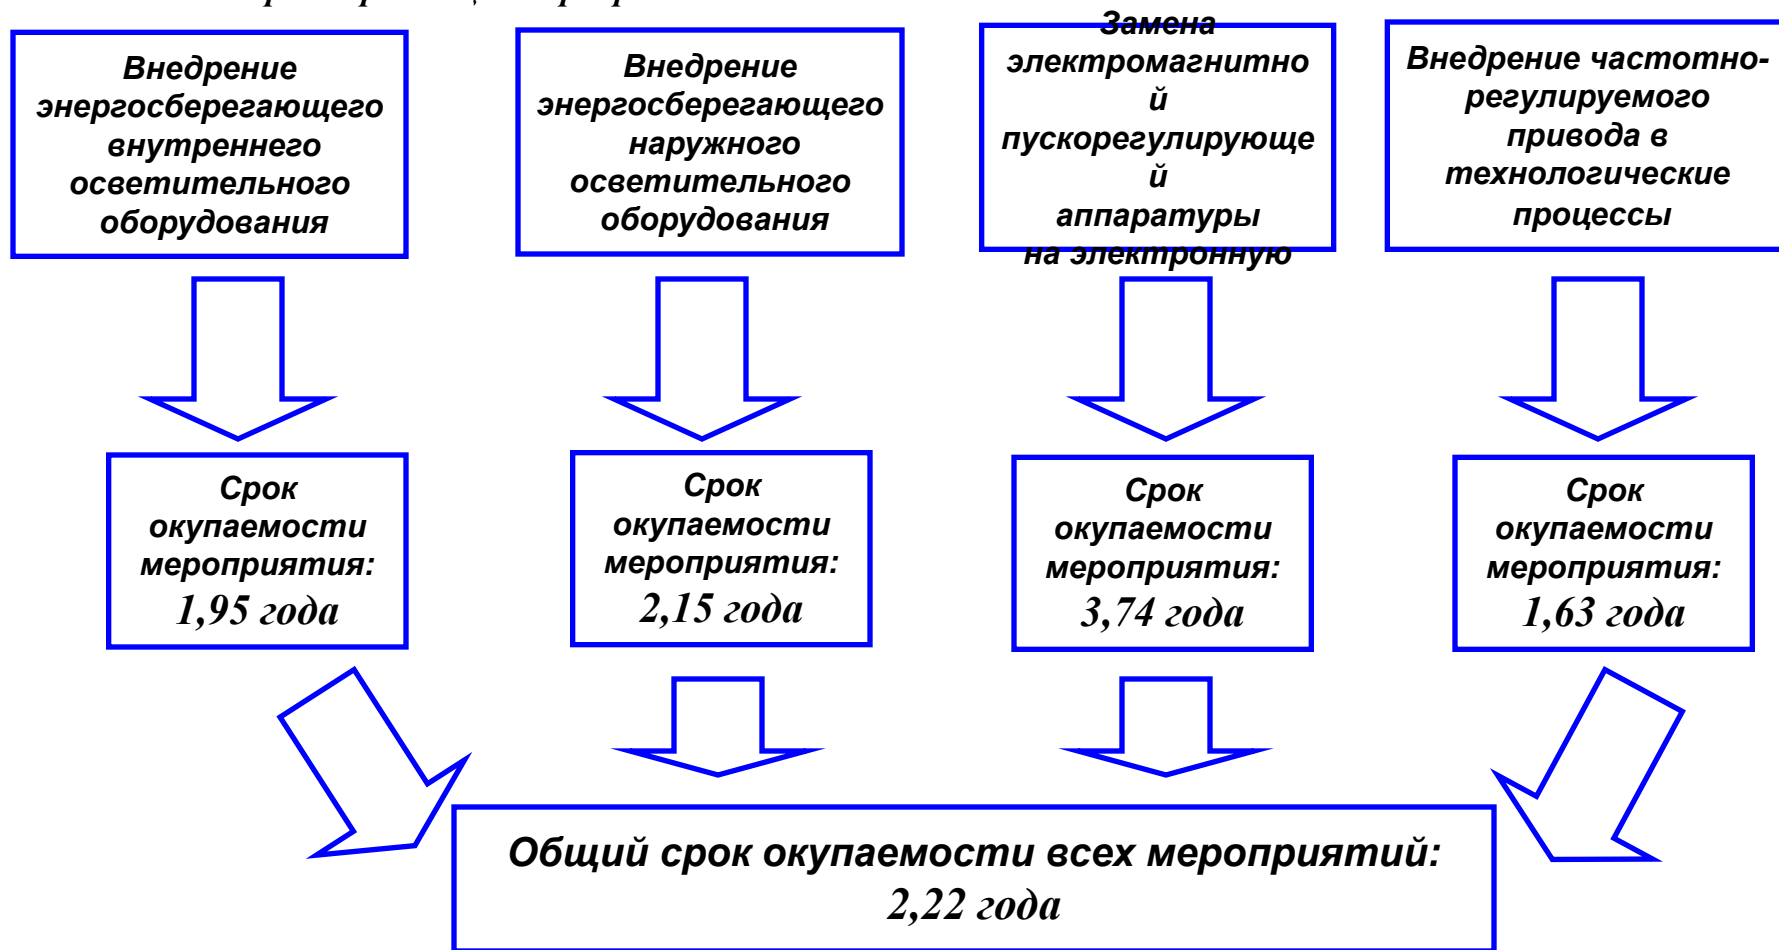 Внедрение
энергосберегающего
внутреннего
осветительного
оборудования
Внедрение
энергосберегающего
наружного
осветительного
оборудования
Замена
электромагнитно
й
пускорегулирующе
й
аппаратуры
на электронную
Внедрение частотно-
регулируемого
привода в
технологические
процессы
Срок
окупаемости
мероприятия:
1,95 года
Срок
окупаемости
мероприятия:
2,15 года
Срок
окупаемости
мероприятия:
3,74 года
Срок
окупаемости
мероприятия:
1,63 года
Общий срок окупаемости всех мероприятий:
2,22 года